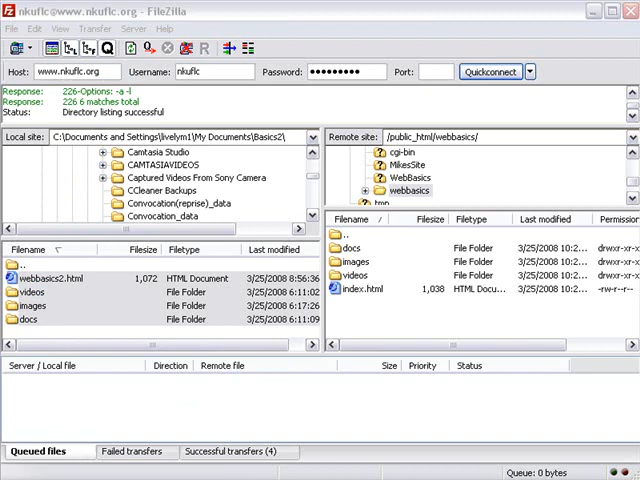 nkuflc@www.nkuflc.org - FileZilla
File Edit View Transfer Server Help
Host: www.nkuflc.org Username: nkuflc Password: ●●●●●●●●● Port: Quickconnect
Response: 226-Options: -a -l
Response: 226 6 matches total
Status: Directory listing successful
Local site: C:\Documents and Settings\livelym1\My Documents\Basics2\
Camtasia Studio
CAMTASIAVIDEOS
Captured Videos From Sony Camera
CCleaner Backups
Convocation(reprise)_data
Convocation_data
Remote site: /public_html/webbasics/
cgi-bin
MikesSite
WebBasics
webbasics
tmp
Filename Filesize Filetype Last modified
..
webbasics2.html 1,072 HTML Document 3/25/2008 8:56:36
videos File Folder 3/25/2008 6:11:02
images File Folder 3/25/2008 6:17:26
docs File Folder 3/25/2008 6:11:09
Filename Filesize Filetype Last modified Permission
..
docs File Folder 3/25/2008 10:2... drwxr-xr-x
images File Folder 3/25/2008 10:2... drwxr-xr-x
videos File Folder 3/25/2008 10:2... drwxr-xr-x
index.html 1,038 HTML Docu... 3/25/2008 10:2... -rw-r--r--
Server / Local file Direction Remote file Size Priority Status
Queued files Failed transfers Successful transfers (4)
Queue: 0 bytes